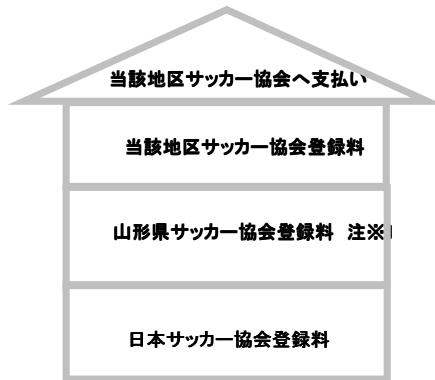 当該地区サッカー協会へ支払い
当該地区サッカー協会登録料
山形県サッカー協会登録料 注※
日本サッカー協会登録料